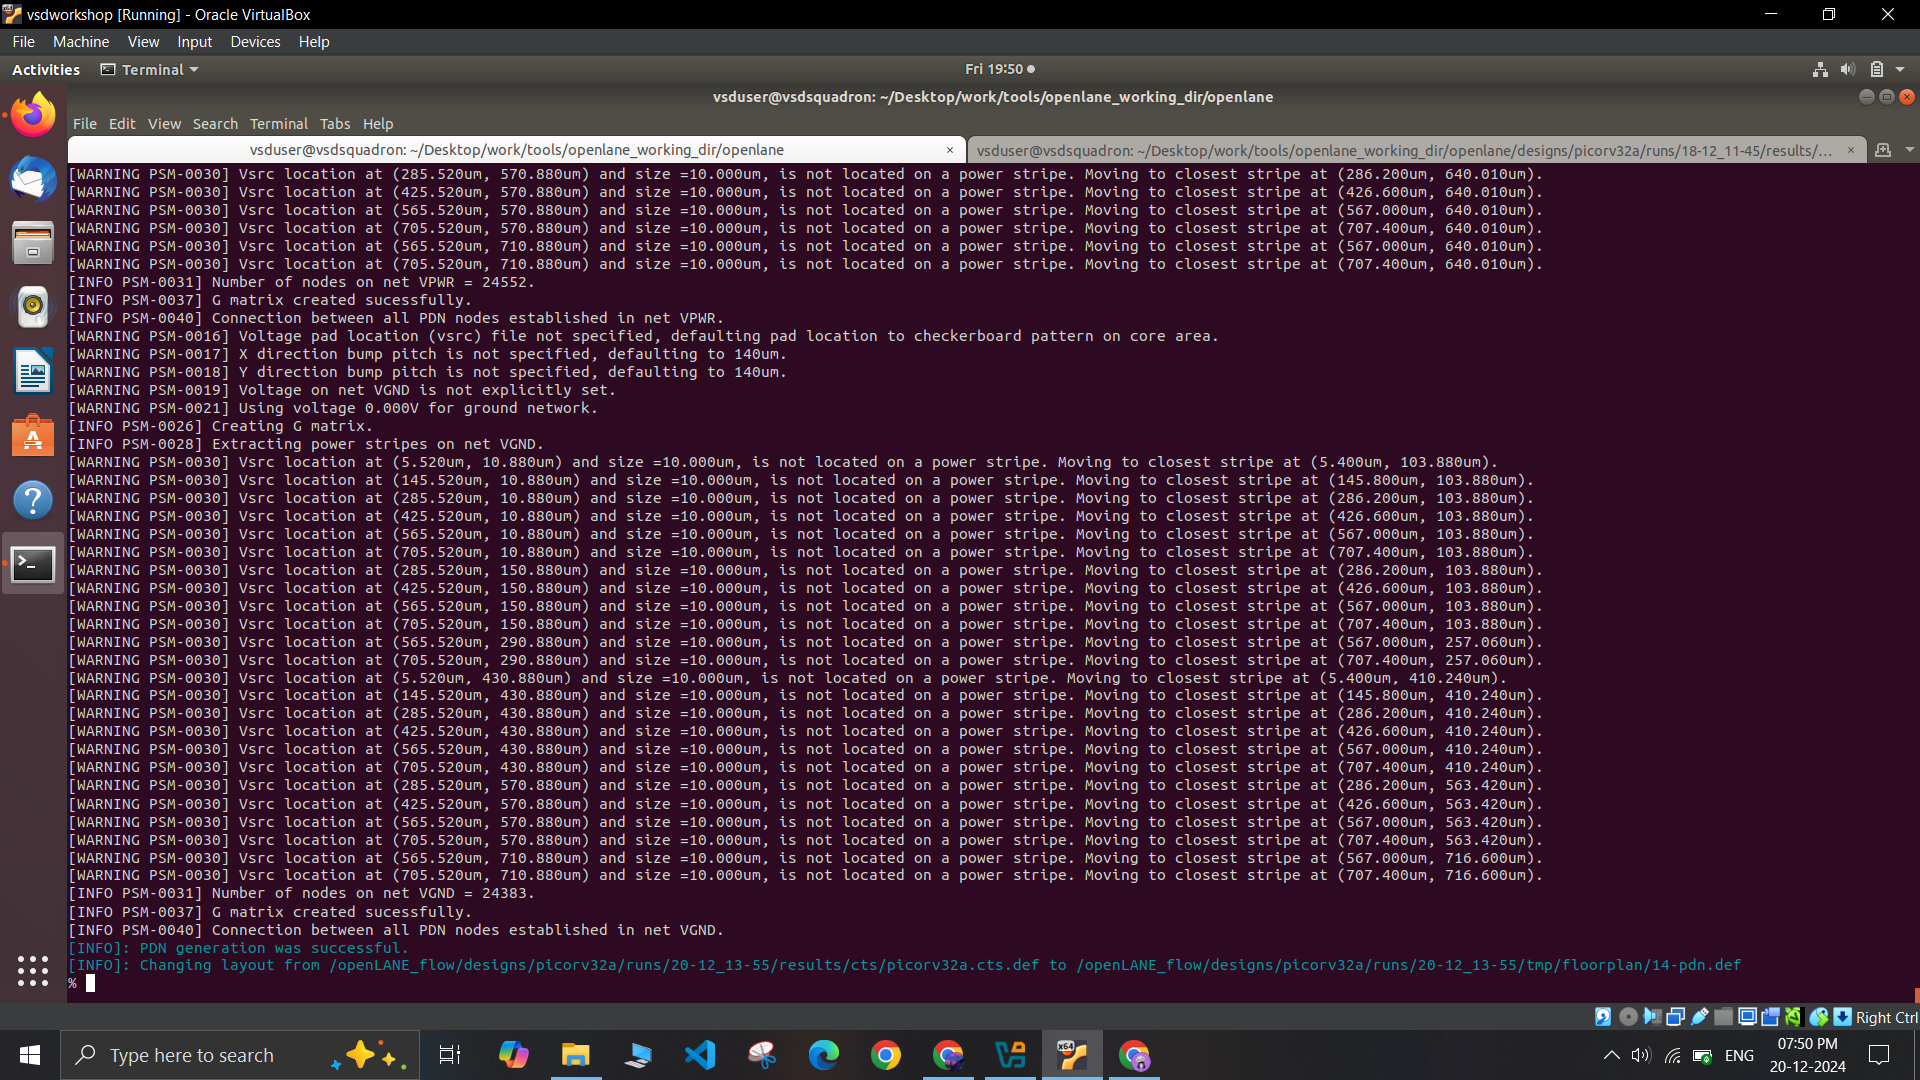 vsdworkshop [Running] - Oracle VirtualBox
File Machine View Input Devices Help
Activities Terminal Fri 19:50
vsduser@vsdsquadron: ~/Desktop/work/tools/openlane_working_dir/openlane
File Edit View Search Terminal Tabs Help
vsduser@vsdsquadron: ~/Desktop/work/tools/openlane_working_dir/openlane × vsduser@vsdsquadron: ~/Desktop/work/tools/openlane_working_dir/openlane/designs/picorv32a/runs/18-12_11-45/results/... ×
[WARNING PSM-0030] Vsrc location at (285.520um, 570.880um) and size =10.000um, is not located on a power stripe. Moving to closest stripe at (286.200um, 640.010um).
[WARNING PSM-0030] Vsrc location at (425.520um, 570.880um) and size =10.000um, is not located on a power stripe. Moving to closest stripe at (426.600um, 640.010um).
[WARNING PSM-0030] Vsrc location at (565.520um, 570.880um) and size =10.000um, is not located on a power stripe. Moving to closest stripe at (567.000um, 640.010um).
[WARNING PSM-0030] Vsrc location at (705.520um, 570.880um) and size =10.000um, is not located on a power stripe. Moving to closest stripe at (707.400um, 640.010um).
[WARNING PSM-0030] Vsrc location at (565.520um, 710.880um) and size =10.000um, is not located on a power stripe. Moving to closest stripe at (567.000um, 640.010um).
[WARNING PSM-0030] Vsrc location at (705.520um, 710.880um) and size =10.000um, is not located on a power stripe. Moving to closest stripe at (707.400um, 640.010um).
[INFO PSM-0031] Number of nodes on net VPWR = 24552.
[INFO PSM-0037] G matrix created sucessfully.
[INFO PSM-0040] Connection between all PDN nodes established in net VPWR.
[WARNING PSM-0016] Voltage pad location (vsrc) file not specified, defaulting pad location to checkerboard pattern on core area.
[WARNING PSM-0017] X direction bump pitch is not specified, defaulting to 140um.
[WARNING PSM-0018] Y direction bump pitch is not specified, defaulting to 140um.
[WARNING PSM-0019] Voltage on net VGND is not explicitly set.
[WARNING PSM-0021] Using voltage 0.000V for ground network.
[INFO PSM-0026] Creating G matrix.
[INFO PSM-0028] Extracting power stripes on net VGND.
[WARNING PSM-0030] Vsrc location at (5.520um, 10.880um) and size =10.000um, is not located on a power stripe. Moving to closest stripe at (5.400um, 103.880um).
[WARNING PSM-0030] Vsrc location at (145.520um, 10.880um) and size =10.000um, is not located on a power stripe. Moving to closest stripe at (145.800um, 103.880um).
[WARNING PSM-0030] Vsrc location at (285.520um, 10.880um) and size =10.000um, is not located on a power stripe. Moving to closest stripe at (286.200um, 103.880um).
[WARNING PSM-0030] Vsrc location at (425.520um, 10.880um) and size =10.000um, is not located on a power stripe. Moving to closest stripe at (426.600um, 103.880um).
[WARNING PSM-0030] Vsrc location at (565.520um, 10.880um) and size =10.000um, is not located on a power stripe. Moving to closest stripe at (567.000um, 103.880um).
[WARNING PSM-0030] Vsrc location at (705.520um, 10.880um) and size =10.000um, is not located on a power stripe. Moving to closest stripe at (707.400um, 103.880um).
[WARNING PSM-0030] Vsrc location at (285.520um, 150.880um) and size =10.000um, is not located on a power stripe. Moving to closest stripe at (286.200um, 103.880um).
[WARNING PSM-0030] Vsrc location at (425.520um, 150.880um) and size =10.000um, is not located on a power stripe. Moving to closest stripe at (426.600um, 103.880um).
[WARNING PSM-0030] Vsrc location at (565.520um, 150.880um) and size =10.000um, is not located on a power stripe. Moving to closest stripe at (567.000um, 103.880um).
[WARNING PSM-0030] Vsrc location at (705.520um, 150.880um) and size =10.000um, is not located on a power stripe. Moving to closest stripe at (707.400um, 103.880um).
[WARNING PSM-0030] Vsrc location at (565.520um, 290.880um) and size =10.000um, is not located on a power stripe. Moving to closest stripe at (567.000um, 257.060um).
[WARNING PSM-0030] Vsrc location at (705.520um, 290.880um) and size =10.000um, is not located on a power stripe. Moving to closest stripe at (707.400um, 257.060um).
[WARNING PSM-0030] Vsrc location at (5.520um, 430.880um) and size =10.000um, is not located on a power stripe. Moving to closest stripe at (5.400um, 410.240um).
[WARNING PSM-0030] Vsrc location at (145.520um, 430.880um) and size =10.000um, is not located on a power stripe. Moving to closest stripe at (145.800um, 410.240um).
[WARNING PSM-0030] Vsrc location at (285.520um, 430.880um) and size =10.000um, is not located on a power stripe. Moving to closest stripe at (286.200um, 410.240um).
[WARNING PSM-0030] Vsrc location at (425.520um, 430.880um) and size =10.000um, is not located on a power stripe. Moving to closest stripe at (426.600um, 410.240um).
[WARNING PSM-0030] Vsrc location at (565.520um, 430.880um) and size =10.000um, is not located on a power stripe. Moving to closest stripe at (567.000um, 410.240um).
[WARNING PSM-0030] Vsrc location at (705.520um, 430.880um) and size =10.000um, is not located on a power stripe. Moving to closest stripe at (707.400um, 410.240um).
[WARNING PSM-0030] Vsrc location at (285.520um, 570.880um) and size =10.000um, is not located on a power stripe. Moving to closest stripe at (286.200um, 563.420um).
[WARNING PSM-0030] Vsrc location at (425.520um, 570.880um) and size =10.000um, is not located on a power stripe. Moving to closest stripe at (426.600um, 563.420um).
[WARNING PSM-0030] Vsrc location at (565.520um, 570.880um) and size =10.000um, is not located on a power stripe. Moving to closest stripe at (567.000um, 563.420um).
[WARNING PSM-0030] Vsrc location at (705.520um, 570.880um) and size =10.000um, is not located on a power stripe. Moving to closest stripe at (707.400um, 563.420um).
[WARNING PSM-0030] Vsrc location at (565.520um, 710.880um) and size =10.000um, is not located on a power stripe. Moving to closest stripe at (567.000um, 716.600um).
[WARNING PSM-0030] Vsrc location at (705.520um, 710.880um) and size =10.000um, is not located on a power stripe. Moving to closest stripe at (707.400um, 716.600um).
[INFO PSM-0031] Number of nodes on net VGND = 24383.
[INFO PSM-0037] G matrix created sucessfully.
[INFO PSM-0040] Connection between all PDN nodes established in net VGND.
[INFO]: PDN generation was successful.
[INFO]: Changing layout from /openLANE_flow/designs/picorv32a/runs/20-12_13-55/results/cts/picorv32a.cts.def to /openLANE_flow/designs/picorv32a/runs/20-12_13-55/tmp/floorplan/14-pdn.def
%
Right Ctrl
Type here to search
ENG
07:50 PM
20-12-2024